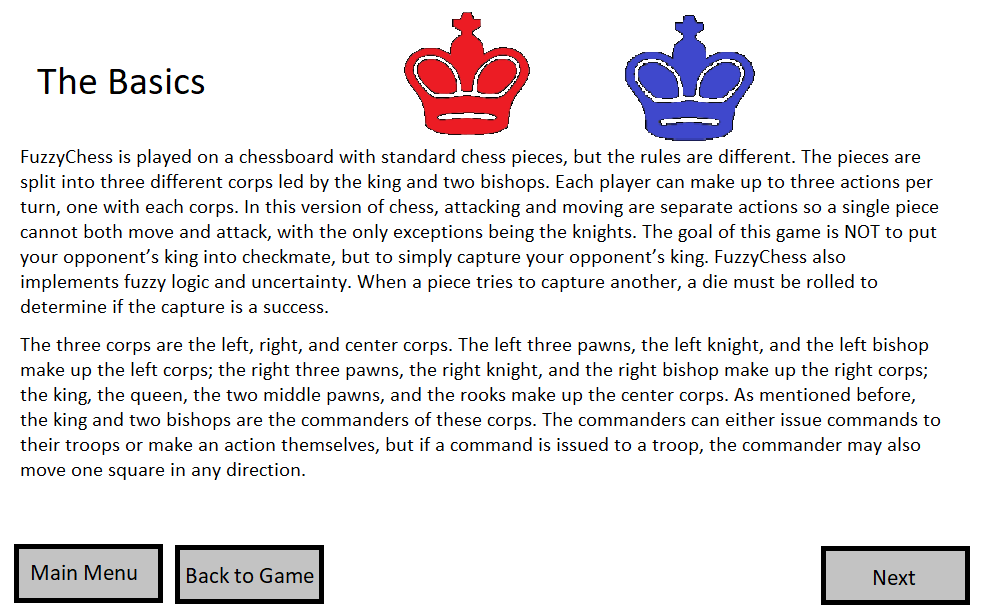 The Basics
FuzzyChess is played on a chessboard with standard chess pieces, but the rules are different. The pieces are
split into three different corps led by the king and two bishops. Each player can make up to three actions per
turn, one with each corps. In this version of chess, attacking and moving are separate actions so a single piece
cannot both move and attack, with the only exceptions being the knights. The goal of this game is NOT to put
your opponent’s king into checkmate, but to simply capture your opponent’s king. FuzzyChess also
implements fuzzy logic and uncertainty. When a piece tries to capture another, a die must be rolled to
determine if the capture is a success.
The three corps are the left, right, and center corps. The left three pawns, the left knight, and the left bishop
make up the left corps; the right three pawns, the right knight, and the right bishop make up the right corps;
the king, the queen, the two middle pawns, and the rooks make up the center corps. As mentioned before,
the king and two bishops are the commanders of these corps. The commanders can either issue commands to
their troops or make an action themselves, but if a command is issued to a troop, the commander may also
move one square in any direction.
Main Menu
Back to Game
Next